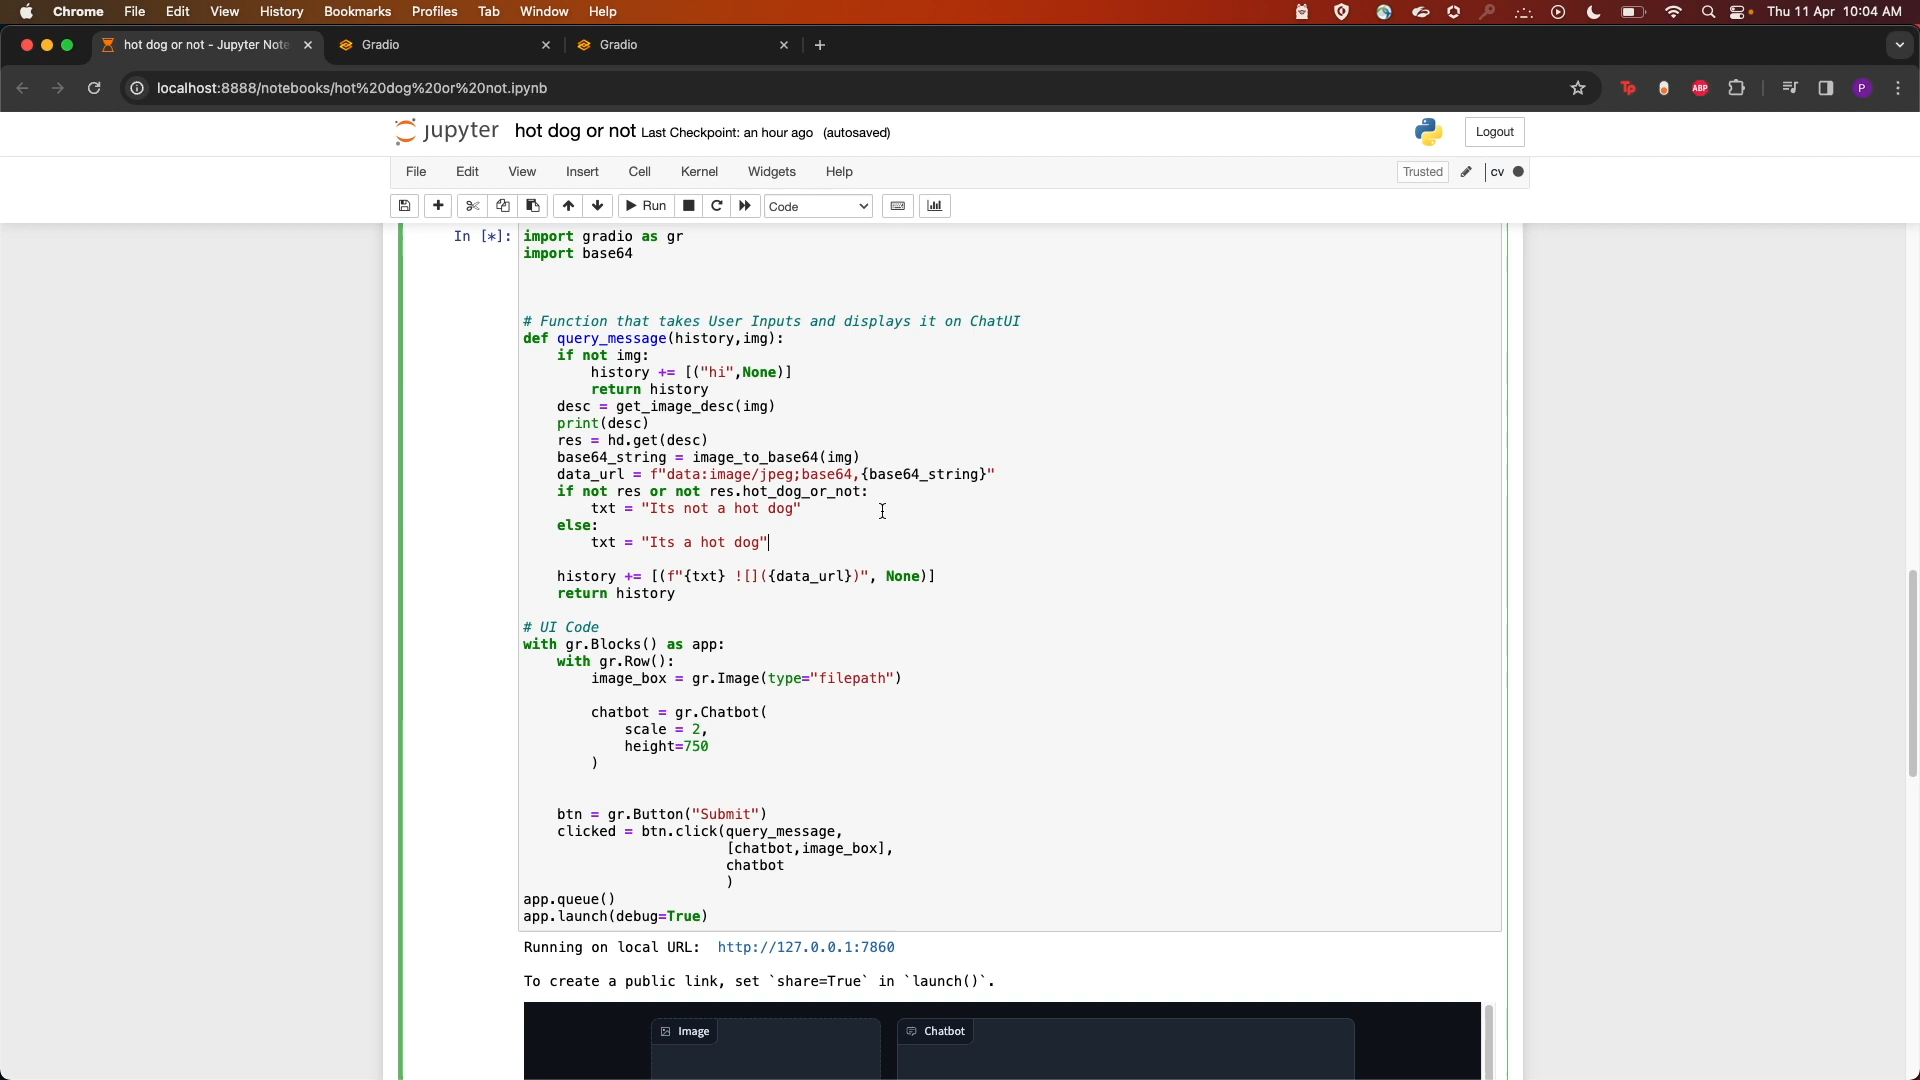 Chrome File Edit View History Bookmarks Profiles Tab Window Help Thu 11 Apr 10:04 AM
hot dog or not - Jupyter Note Gradio Gradio
localhost:8888/notebooks/hot%20dog%20or%20not.ipynb Tp ABP P
jupyter hot dog or not Last Checkpoint: an hour ago (autosaved) Logout
File Edit View Insert Cell Kernel Widgets Help Trusted cv
Run Code
In [*]: import gradio as gr
import base64
# Function that takes User Inputs and displays it on ChatUI
def query_message(history,img):
    if not img:
        history += [("hi",None)]
        return history
    desc = get_image_desc(img)
    print(desc)
    res = hd.get(desc)
    base64_string = image_to_base64(img)
    data_url = f"data:image/jpeg;base64,{base64_string}"
    if not res or not res.hot_dog_or_not:
        txt = "Its not a hot dog"
    else:
        txt = "Its a hot dog"
    history += [(f"{txt} ![]({data_url})", None)]
    return history
# UI Code
with gr.Blocks() as app:
    with gr.Row():
        image_box = gr.Image(type="filepath")
        chatbot = gr.Chatbot(
            scale = 2,
            height=750
        )
    btn = gr.Button("Submit")
    clicked = btn.click(query_message,
                        [chatbot,image_box],
                        chatbot
                        )
app.queue()
app.launch(debug=True)
Running on local URL:  http://127.0.0.1:7860
To create a public link, set `share=True` in `launch()`.
Image Chatbot